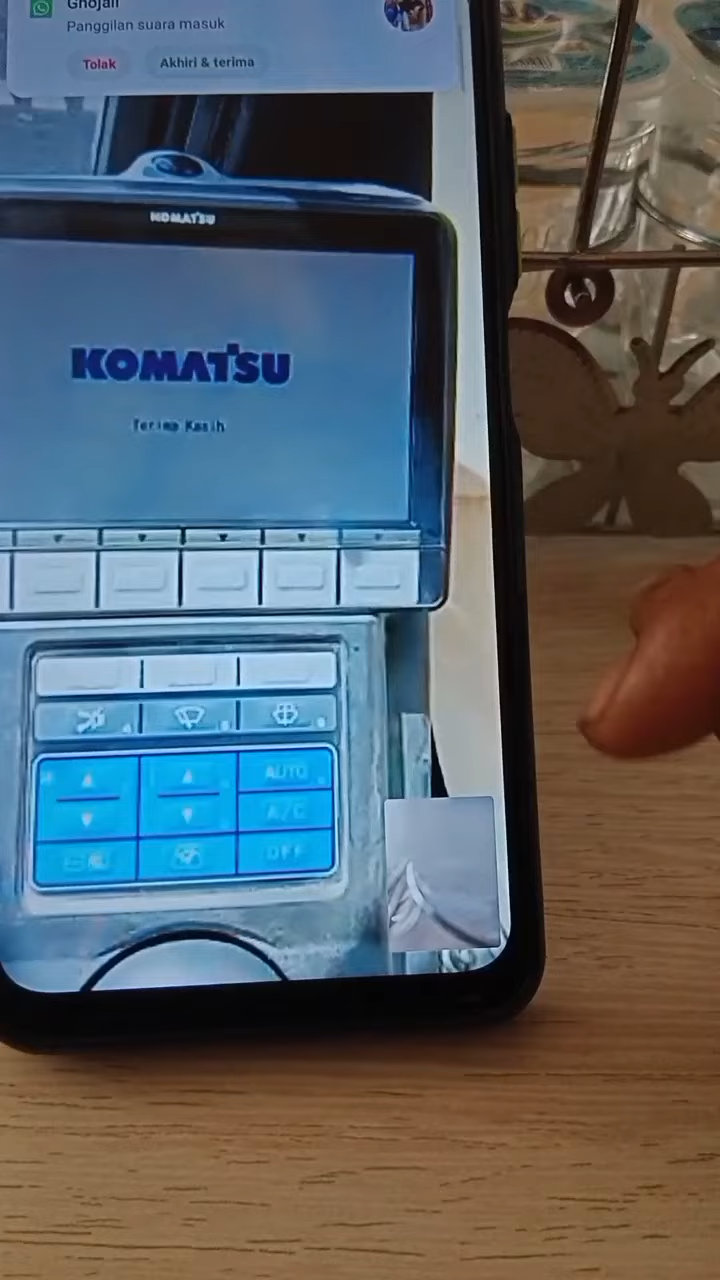 Ghojali
Panggilan suara masuk
Tolak
Akhiri & terima
KOMATSU
KOMATSU
Terima Kasih
AUTO
A/C
OFF